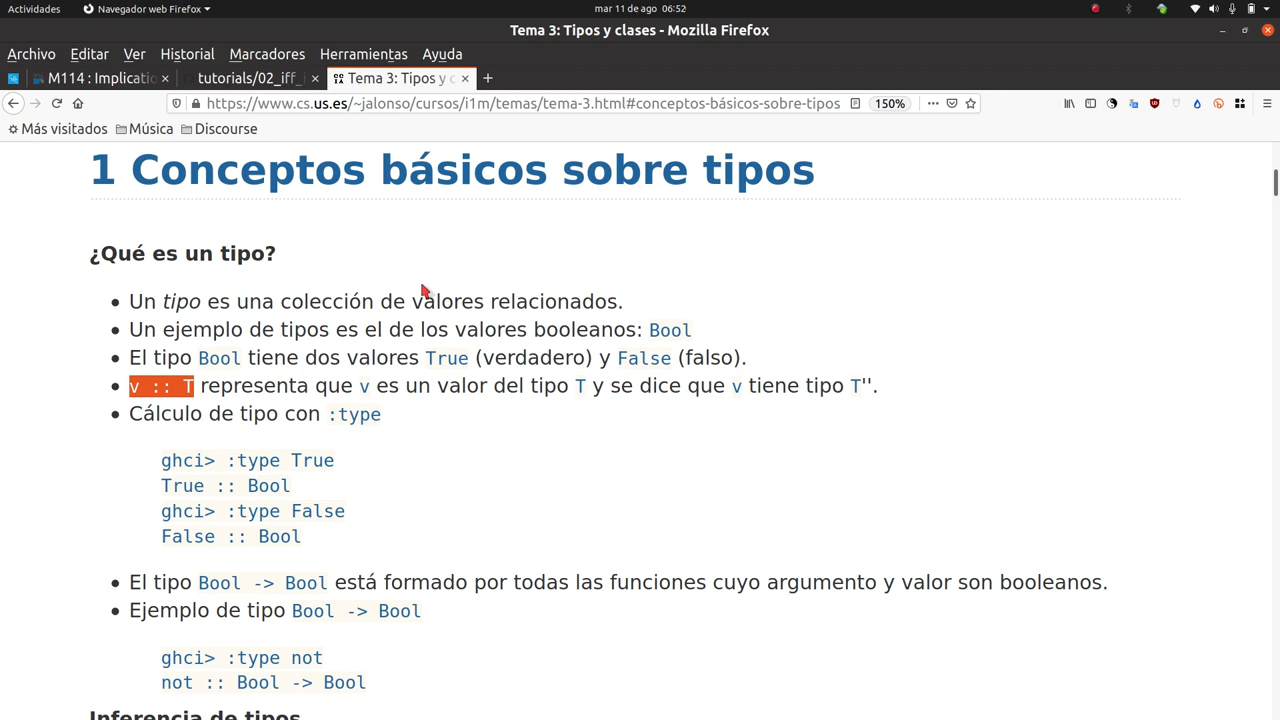 Actividades Navegador web Firefox mar 11 de ago 06:52
Tema 3: Tipos y clases - Mozilla Firefox
Archivo Editar Ver Historial Marcadores Herramientas Ayuda
M114 : Implicatio tutorials/02_iff_i Tema 3: Tipos y c
https://www.cs.us.es/~jalonso/cursos/i1m/temas/tema-3.html#conceptos-básicos-sobre-tipos 150%
Más visitados Música Discourse
1 Conceptos básicos sobre tipos
¿Qué es un tipo?
• Un tipo es una colección de valores relacionados.
• Un ejemplo de tipos es el de los valores booleanos: Bool
• El tipo Bool tiene dos valores True (verdadero) y False (falso).
• v :: T representa que v es un valor del tipo T y se dice que v tiene tipo T''.
• Cálculo de tipo con :type
ghci> :type True
True :: Bool
ghci> :type False
False :: Bool
• El tipo Bool -> Bool está formado por todas las funciones cuyo argumento y valor son booleanos.
• Ejemplo de tipo Bool -> Bool
ghci> :type not
not :: Bool -> Bool
Inferencia de tipos